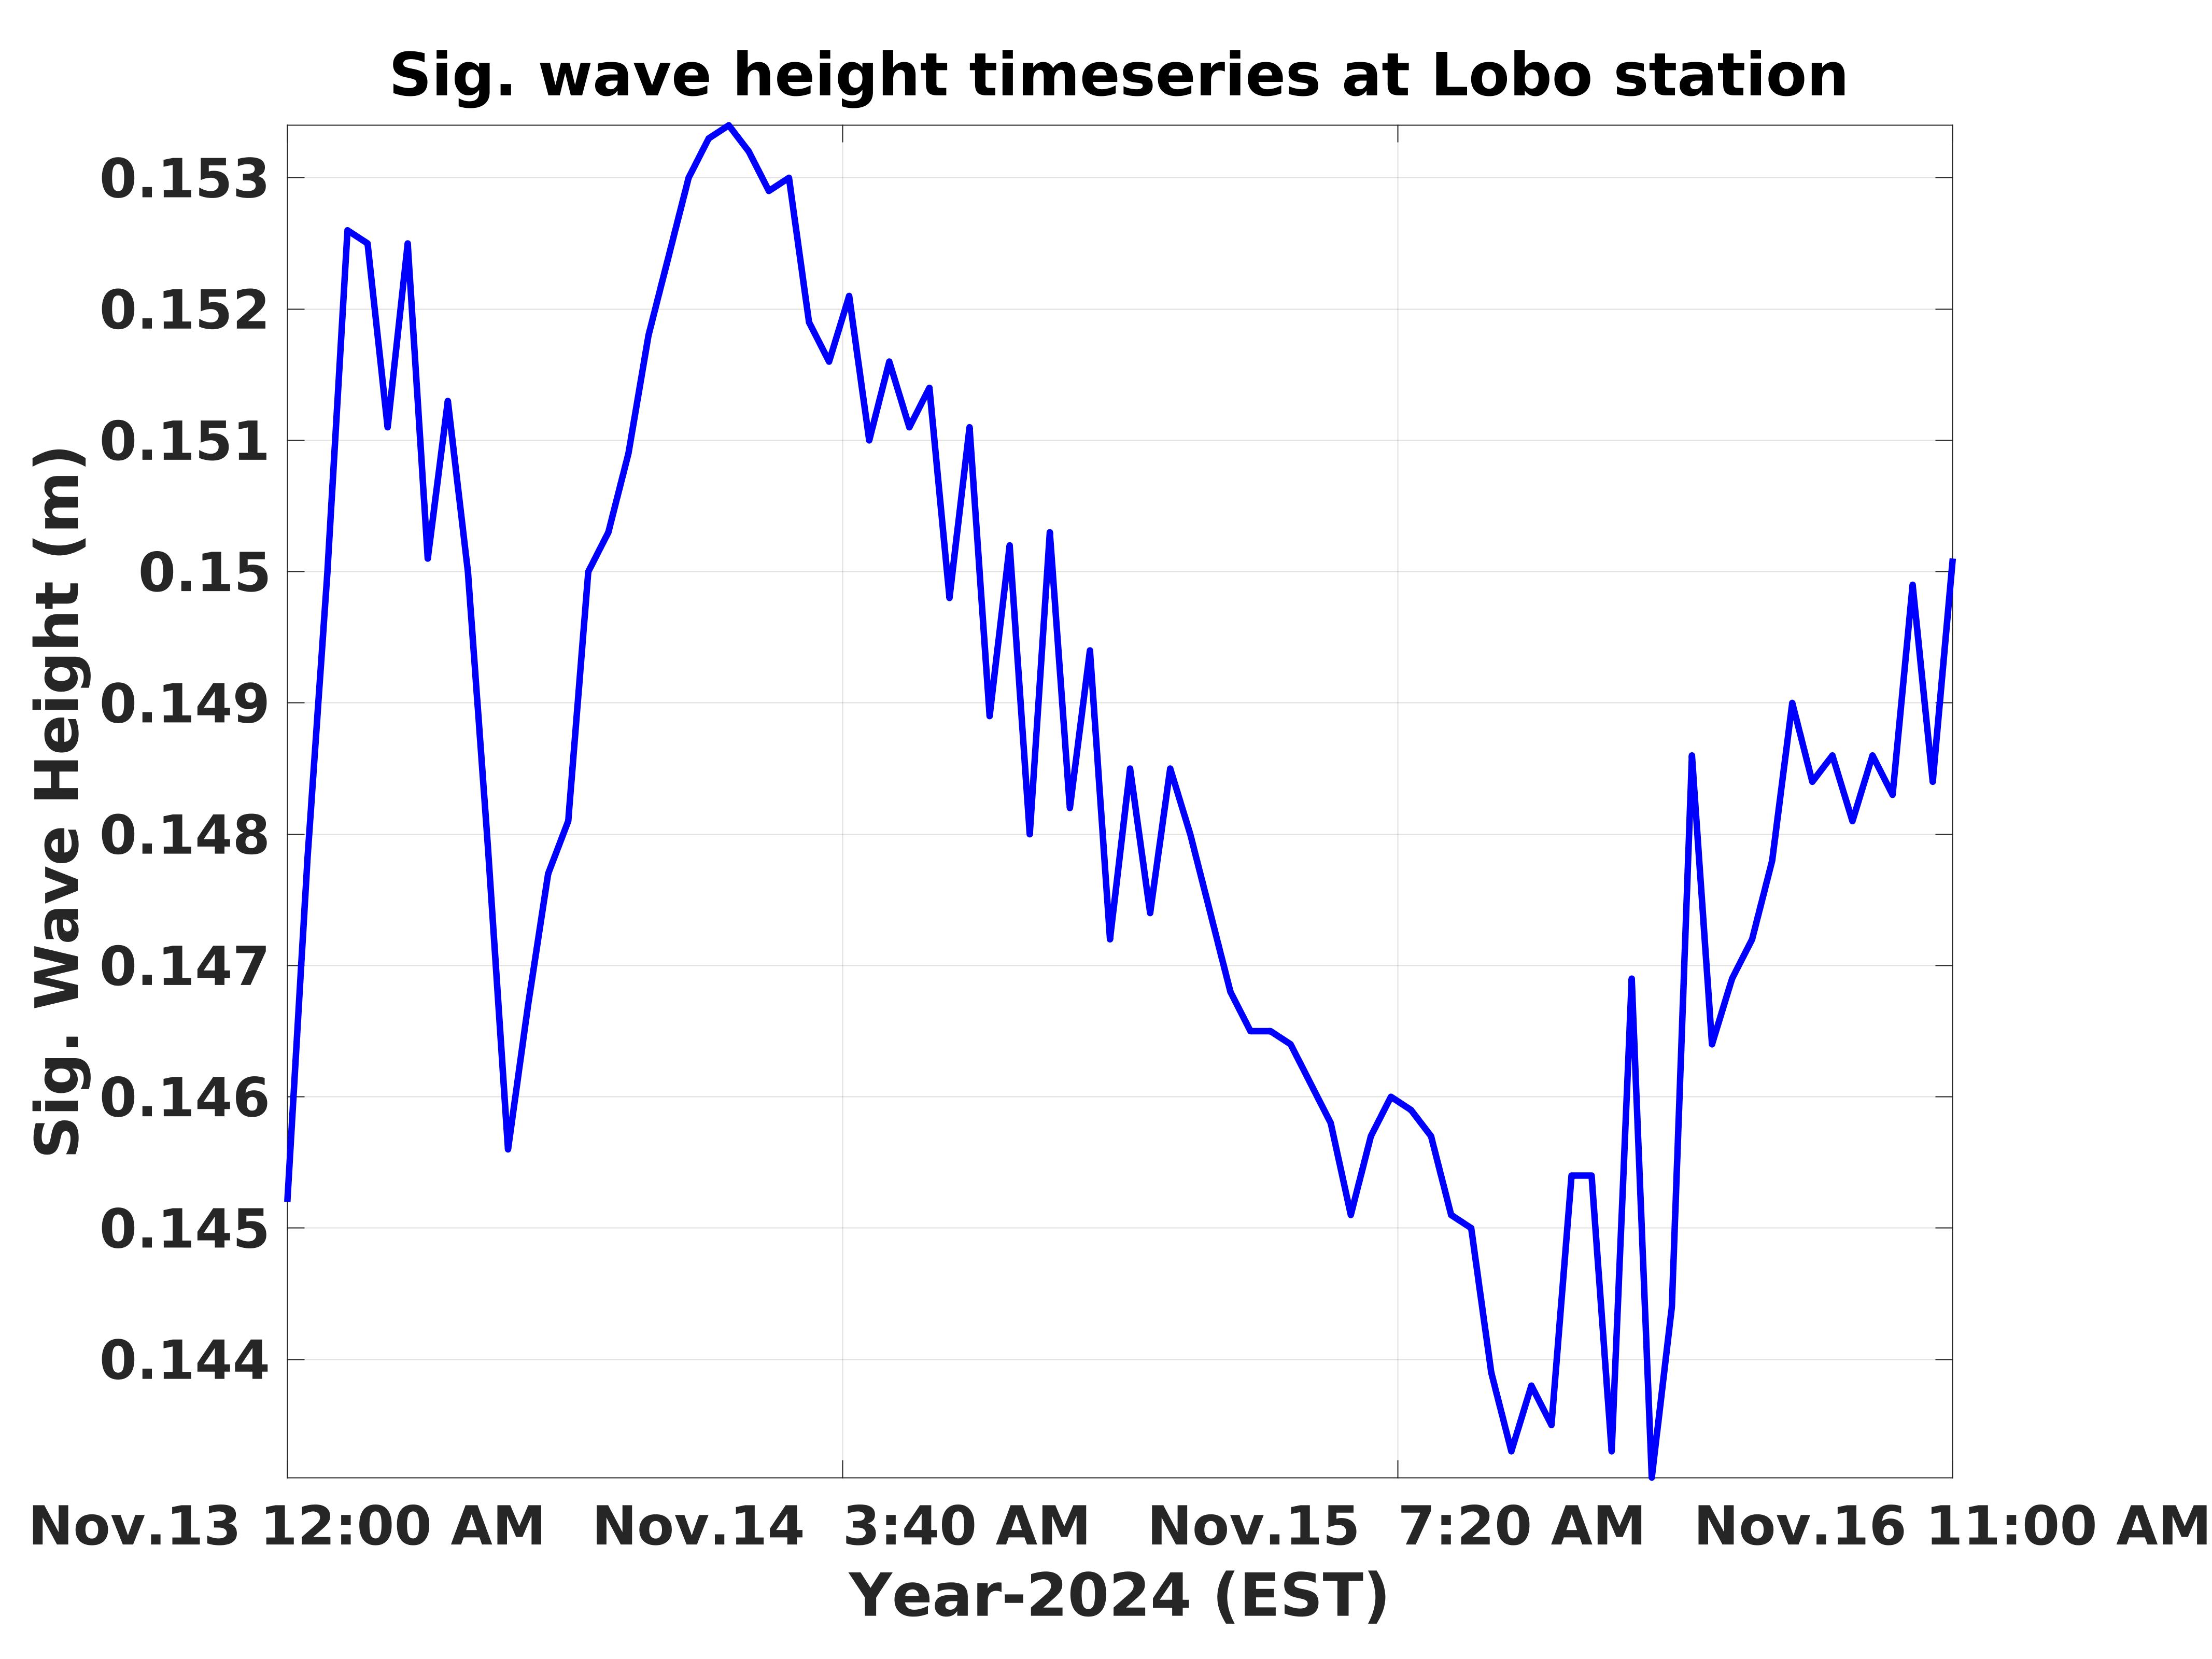 Sig. wave height timeseries at Lobo station
Sig. Wave Height (m)
0.153
0.152
0.151
0.15
0.149
0.148
0.147
0.146
0.145
0.144
Nov.13 12:00 AM Nov.14 3:40 AM Nov.15 7:20 AM Nov.16 11:00 AM
Year-2024 (EST)